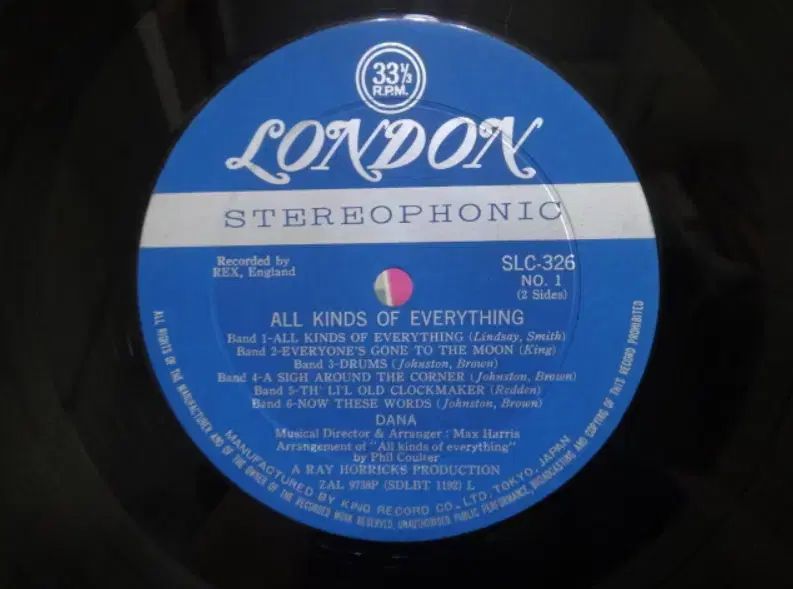 33⅓
R.P.M.
LONDON
STEREOPHONIC
Recorded by
REX, England
SLC-326
NO. 1
(2 Sides)
ALL KINDS OF EVERYTHING
Band 1-ALL KINDS OF EVERYTHING (Lindsay, Smith)
Band 2-EVERYONE'S GONE TO THE MOON (King)
Band 3-DRUMS (Johnston, Brown)
Band 4-A SIGH AROUND THE CORNER (Johnston, Brown)
Band 5-TH' LI'L OLD CLOCKMAKER (Redden)
Band 6-NOW THESE WORDS (Johnston, Brown)
DANA
Musical Director & Arranger : Max Harris
Arrangement of "All kinds of everything"
by Phil Coulter
A RAY HORRICKS PRODUCTION
ZAL 9738P (SDLBT 1192) L
MANUFACTURED BY KING RECORD CO., LTD. TOKYO, JAPAN
ALL RIGHTS OF THE MANUFACTURER AND OF THE OWNER OF THE RECORDED WORK RESERVED. UNAUTHORISED PUBLIC PERFORMANCE, BROADCASTING AND COPYING OF THIS RECORD PROHIBITED